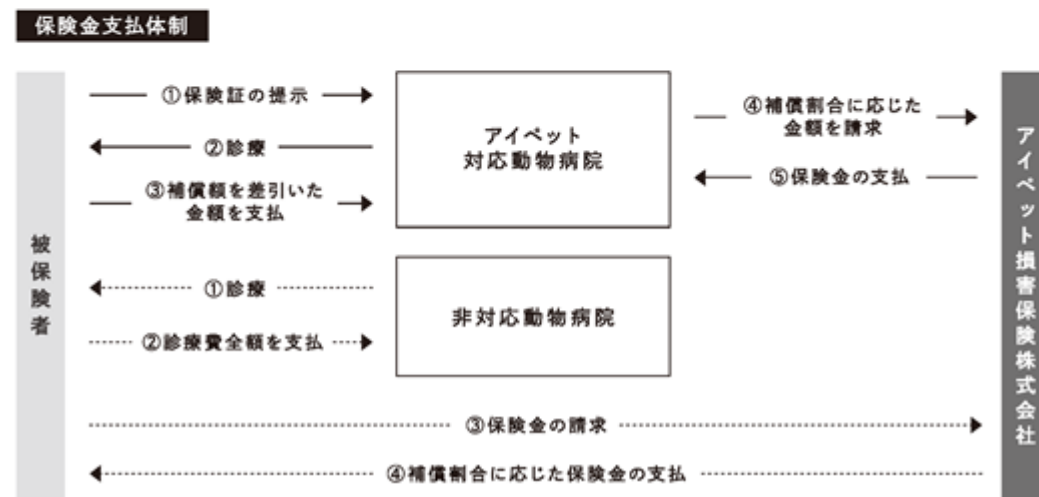 保険金支払体制
被保険者
①保険証の提示
②診療
③補償額を差引いた
金額を支払
アイペット
対応動物病院
④補償割合に応じた
金額を請求
⑤保険金の支払
①診療
②診療費全額を支払
非対応動物病院
③保険金の請求
④補償割合に応じた保険金の支払
アイペット損害保険株式会社